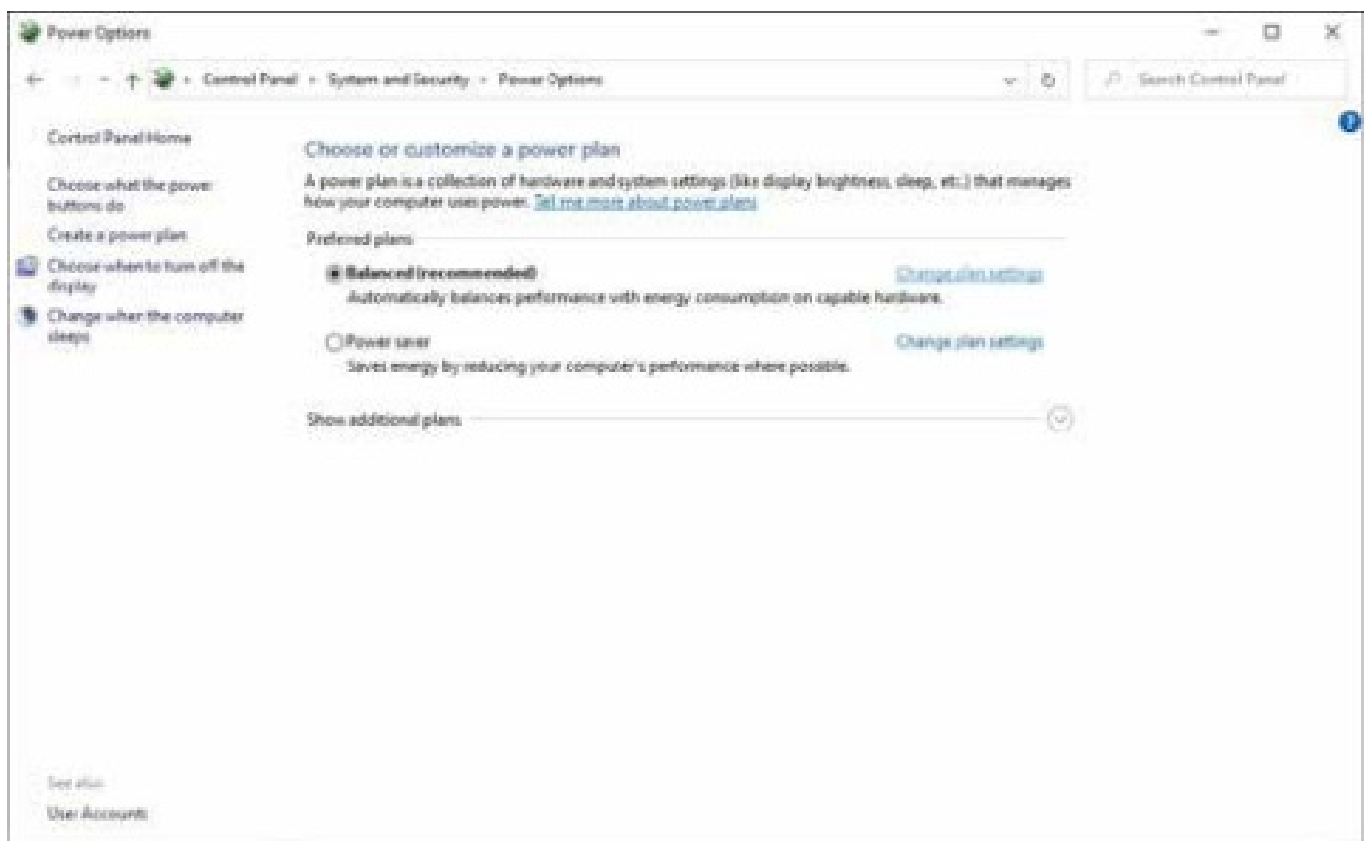 Power Options
Control Panel System and Security Power Options
Search Control Panel
Control Panel Home
Choose what the power
buttons do
Create a power plan
Choose when to turn off the
display
Change when the computer
sleeps
Choose or customize a power plan
A power plan is a collection of hardware and system settings (like display brightness, sleep, etc.) that manages
how your computer uses power. Tell me more about power plans
Preferred plans
Balanced (recommended) Change plan settings
Automatically balances performance with energy consumption on capable hardware.
Power saver Change plan settings
Saves energy by reducing your computer's performance where possible.
Show additional plans
See also
User Accounts